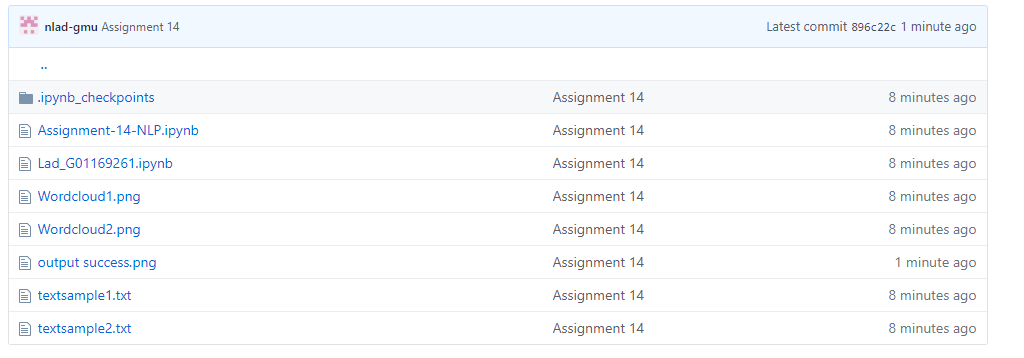 nlad-gmu Assignment 14 Latest commit 896c22c 1 minute ago
..
.ipynb_checkpoints Assignment 14 8 minutes ago
Assignment-14-NLP.ipynb Assignment 14 8 minutes ago
Lad_G01169261.ipynb Assignment 14 8 minutes ago
Wordcloud1.png Assignment 14 8 minutes ago
Wordcloud2.png Assignment 14 8 minutes ago
output success.png Assignment 14 1 minute ago
textsample1.txt Assignment 14 8 minutes ago
textsample2.txt Assignment 14 8 minutes ago